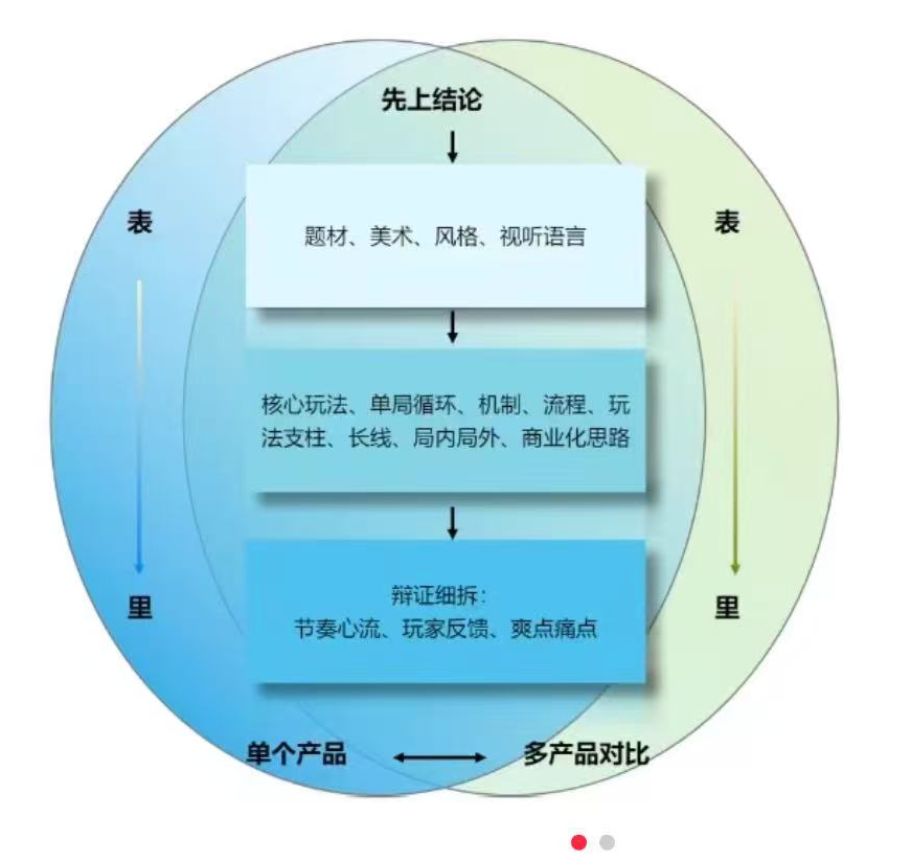 先上结论
表
表
题材、美术、风格、视听语言
核心玩法、单局循环、机制、流程、玩
法支柱、长线、局内局外、商业化思路
辩证细拆：
节奏心流、玩家反馈、爽点痛点
里
里
单个产品
多产品对比